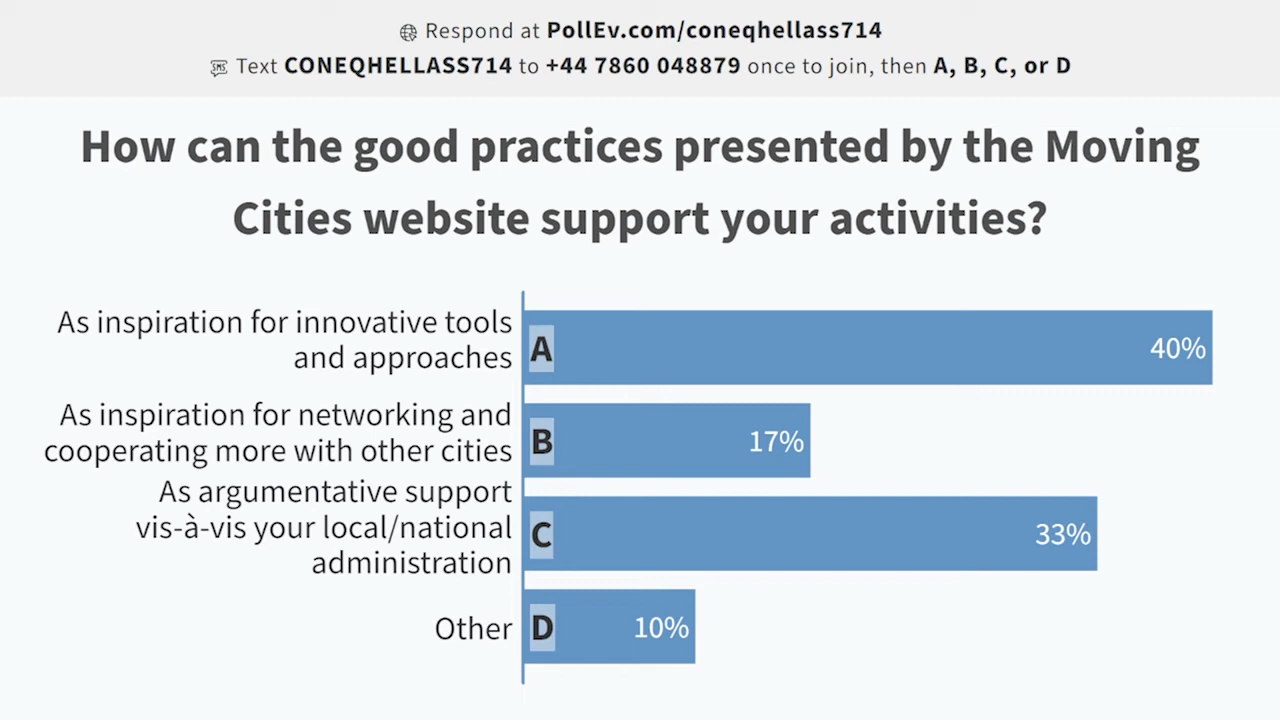 Respond at PollEv.com/coneqhellass714
SMS Text CONEQHELLASS714 to +44 7860 048879 once to join, then A, B, C, or D
How can the good practices presented by the Moving
Cities website support your activities?
As inspiration for innovative tools
and approaches
A 40%
As inspiration for networking and
cooperating more with other cities
B 17%
As argumentative support
vis-à-vis your local/national
administration
C 33%
Other
D 10%